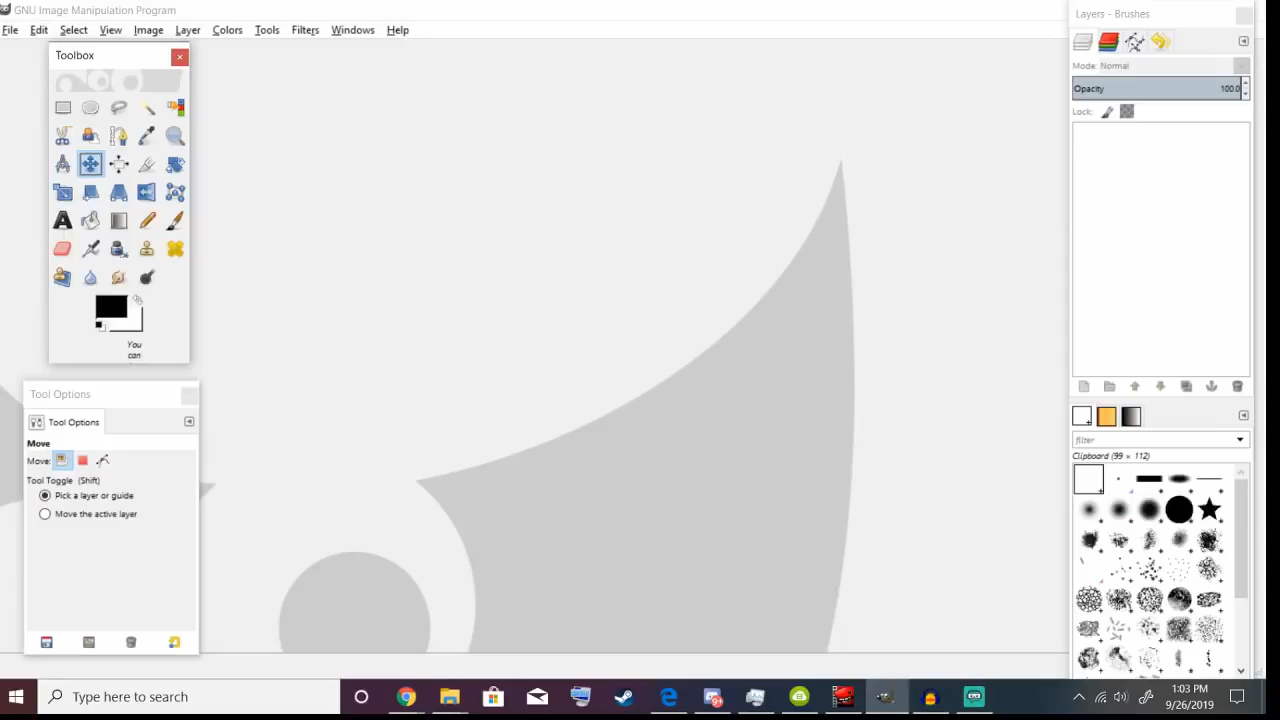 GNU Image Manipulation Program
File Edit Select View Image Layer Colors Tools Filters Windows Help
Toolbox
You
can
Tool Options
Tool Options
Move
Move:
Tool Toggle (Shift)
Pick a layer or guide
Move the active layer
Layers - Brushes
Mode: Normal
Opacity 100.0
Lock:
filter
Clipboard (99 × 112)
Type here to search
9+
1:03 PM
9/26/2019